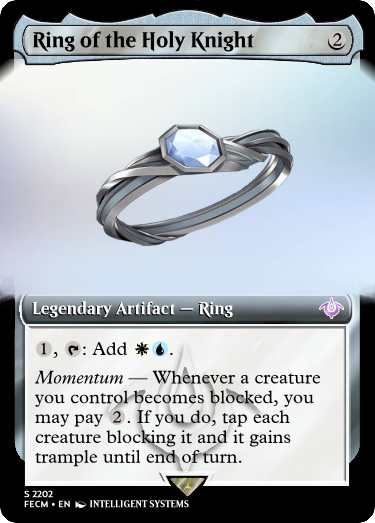 Ring of the Holy Knight 2
Legendary Artifact — Ring
1, : Add .
Momentum — Whenever a creature
you control becomes blocked, you
may pay 2. If you do, tap each
creature blocking it and it gains
trample until end of turn.
S 2202
FECM • EN INTELLIGENT SYSTEMS